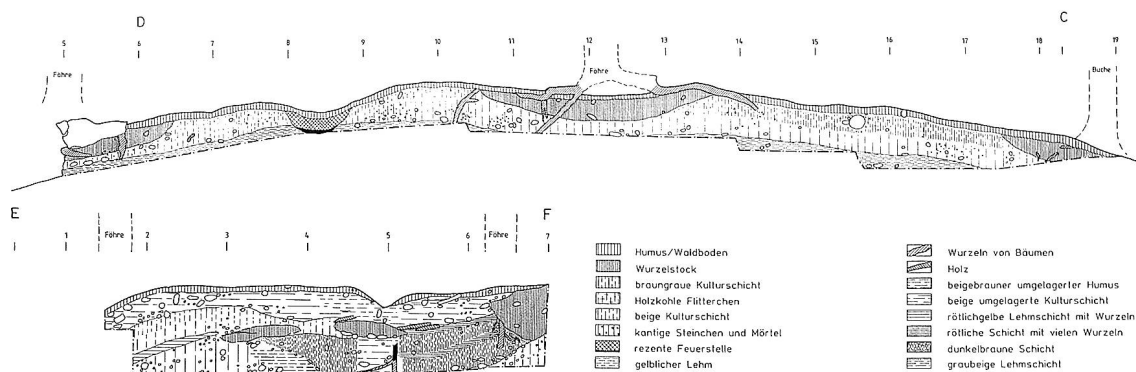 D C
5 6 7 8 9 10 11 12 13 14 15 16 17 18 19
Föhre Föhre Buche
E F
1 2 3 4 5 6 7
Föhre Föhre
Humus/Waldboden
Wurzelstock
braungraue Kulturschicht
Holzkohle Flitterchen
beige Kulturschicht
kantige Steinchen und Mörtel
rezente Feuerstelle
gelblicher Lehm
Wurzeln von Bäumen
Holz
beigebrauner umgelagerter Humus
beige umgelagerte Kulturschicht
rötlichgelbe Lehmschicht mit Wurzeln
rötliche Schicht mit vielen Wurzeln
dunkelbraune Schicht
graubeige Lehmschicht